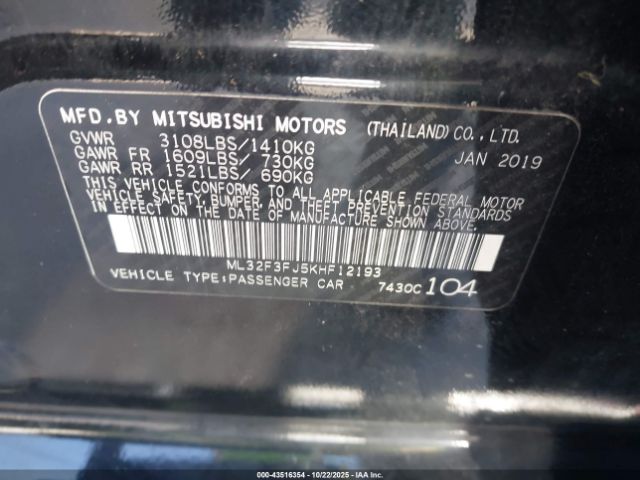 MFD.BY MITSUBISHI MOTORS (THAILAND)CO.,LTD.
GVWR 3108LBS/1410KG JAN 2019
GAWR FR 1609LBS/ 730KG
GAWR RR 1521LBS/ 690KG
THIS VEHICLE CONFORMS TO ALL APPLICABLE FEDERAL MOTOR
VEHICLE SAFETY, BUMPER, AND THEFT PREVENTION STANDARDS
IN EFFECT ON THE DATE OF MANUFACTURE SHOWN ABOVE.
ML32F3FJ5KHF12193
VEHICLE TYPE:PASSENGER CAR 7430C 104
000-43516354 - 10/22/2025 - IAAI.COM